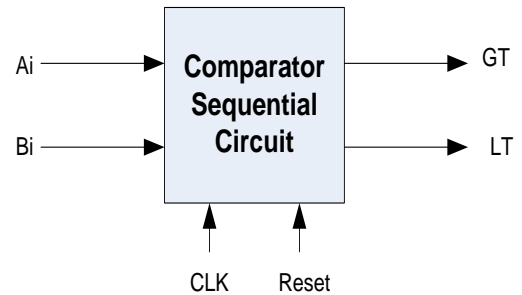 Ai
Bi
Comparator
Sequential
Circuit
GT
LT
CLK
Reset